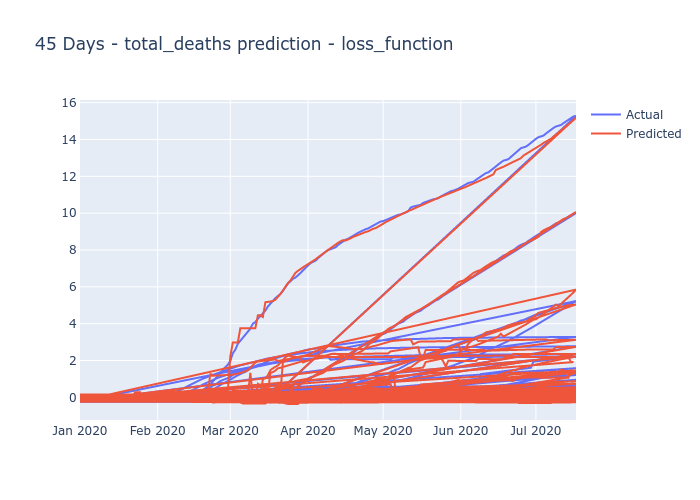 45 Days - total_deaths prediction - loss_function
16
14
12
10
8
6
4
2
0
Jan 2020 Feb 2020 Mar 2020 Apr 2020 May 2020 Jun 2020 Jul 2020
Actual
Predicted